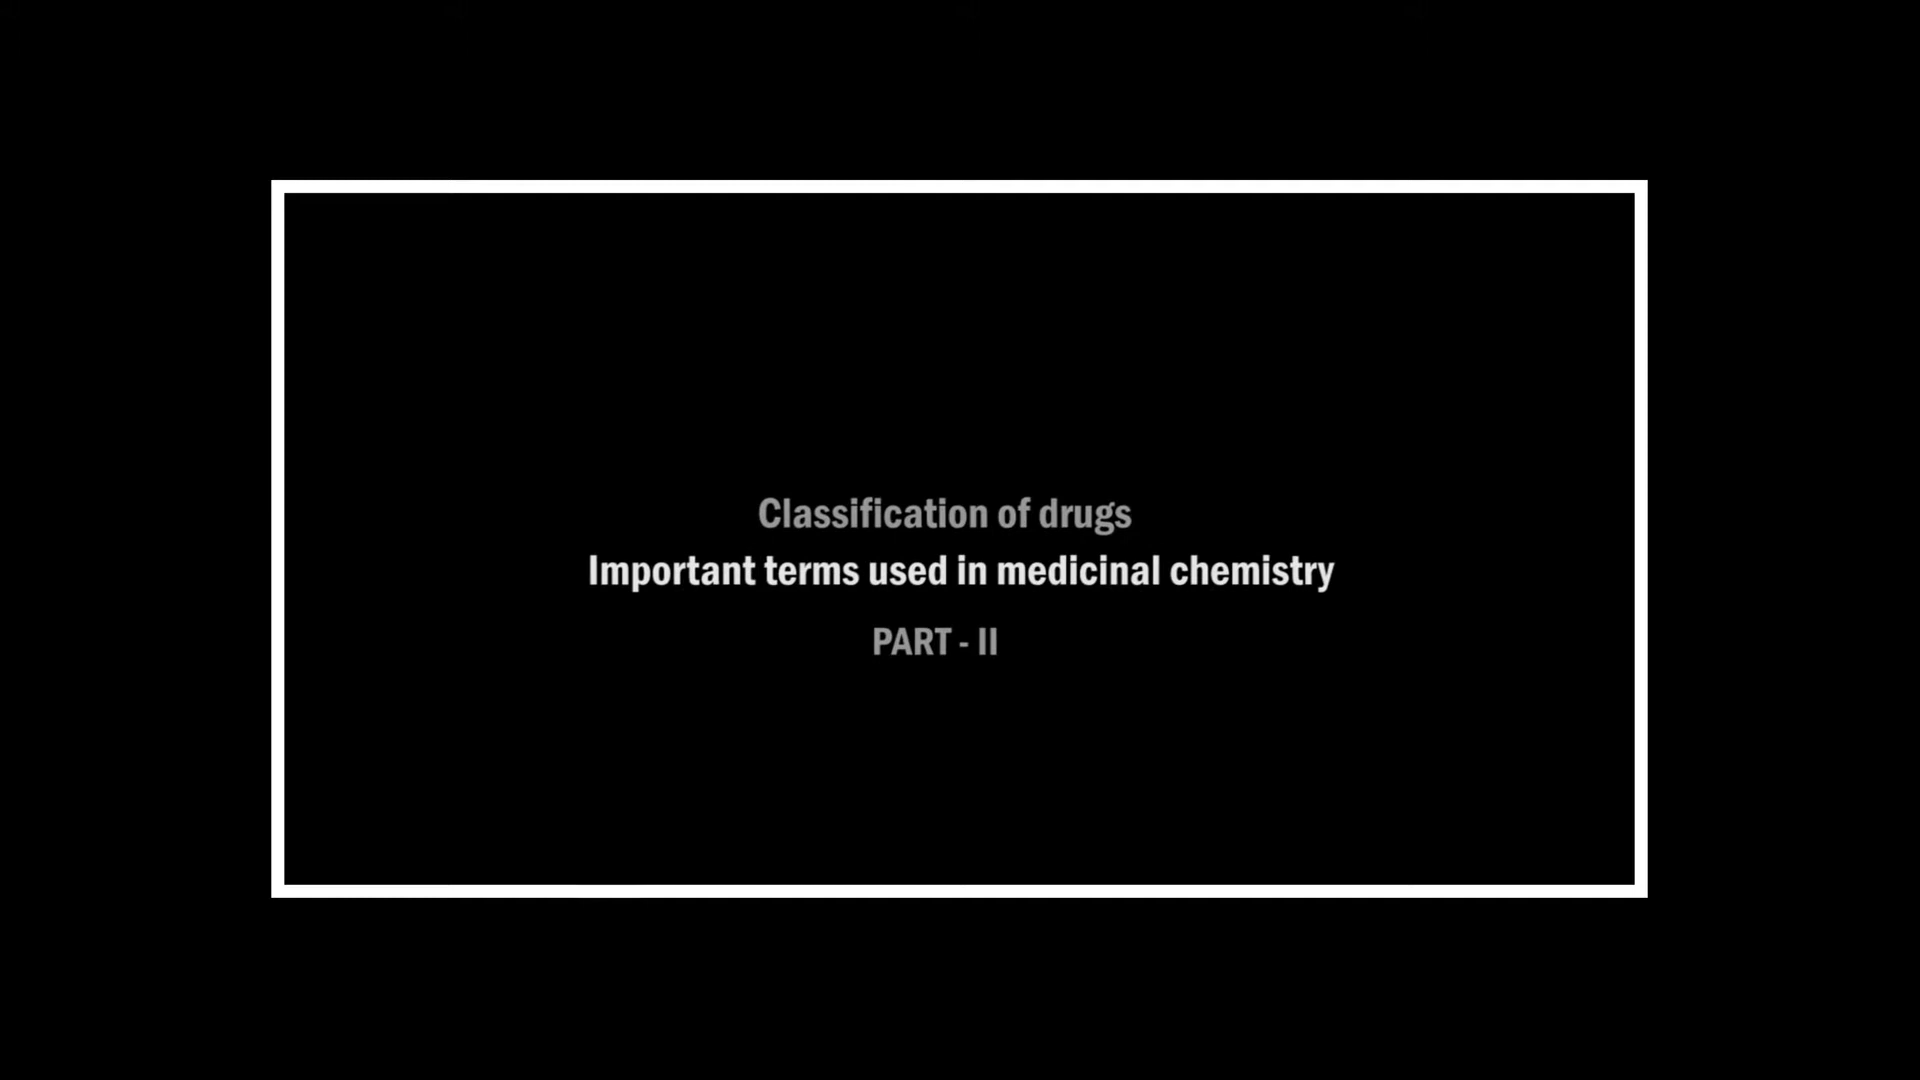 Classification of drugs
Important terms used in medicinal chemistry
PART - II